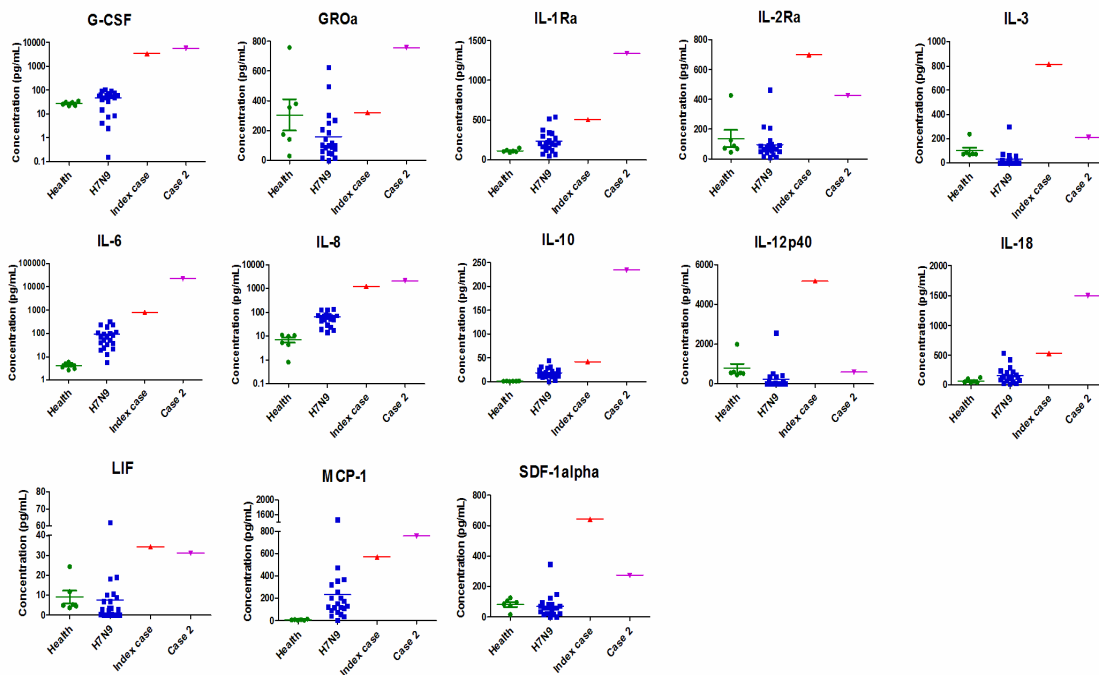 G-CSF
Concentration (pg/mL)
10000
1000
100
10
1
0.1
Health
H7N9
Index case
Case 2
GROa
Concentration (pg/mL)
800
600
400
200
0
Health
H7N9
Index case
Case 2
IL-1Ra
Concentration (pg/mL)
1500
1000
500
0
Health
H7N9
Index case
Case 2
IL-2Ra
Concentration (pg/mL)
800
600
400
200
0
Health
H7N9
Index case
Case 2
IL-3
Concentration (pg/mL)
1000
800
600
400
200
0
Health
H7N9
Index case
Case 2
IL-6
Concentration (pg/mL)
100000
10000
1000
100
10
1
Health
H7N9
Index case
Case 2
IL-8
Concentration (pg/mL)
10000
1000
100
10
1
0.1
Health
H7N9
Index case
Case 2
IL-10
Concentration (pg/mL)
250
200
150
100
50
0
Health
H7N9
Index case
Case 2
IL-12p40
Concentration (pg/mL)
6000
4000
2000
0
Health
H7N9
Index case
Case 2
IL-18
Concentration (pg/mL)
2000
1500
1000
500
0
Health
H7N9
Index case
Case 2
LIF
Concentration (pg/mL)
80
70
60
50
40
30
20
10
0
Health
H7N9
Index case
Case 2
MCP-1
Concentration (pg/mL)
2000
1600
1200
800
600
400
200
0
Health
H7N9
Index case
Case 2
SDF-1alpha
Concentration (pg/mL)
800
600
400
200
0
Health
H7N9
Index case
Case 2